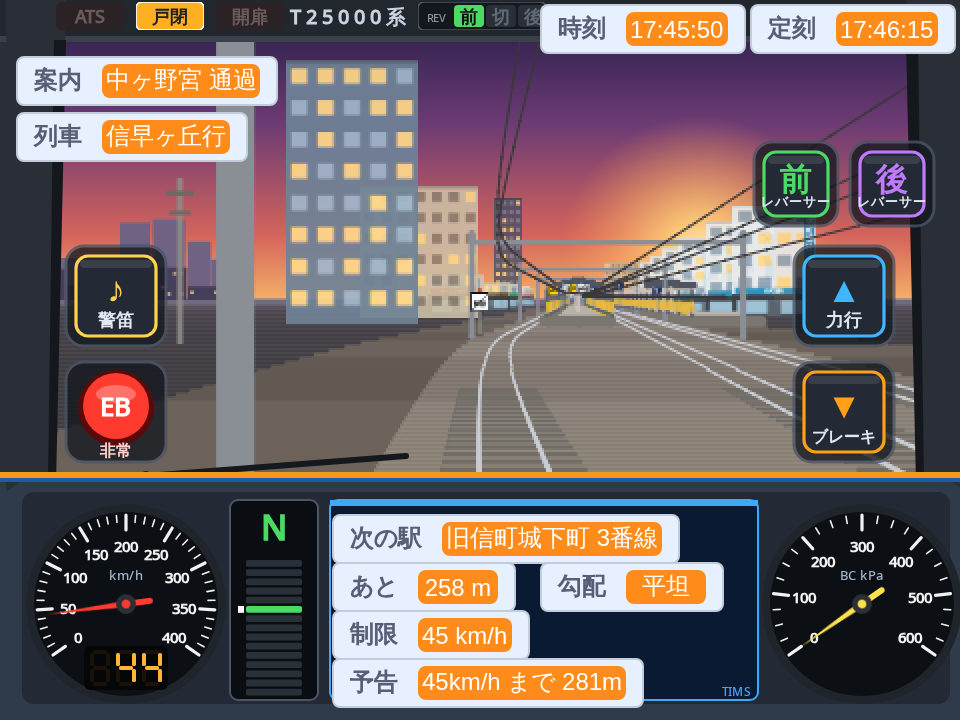 ATS 戸閉 開扉 T25000系 REV 前 切 後
時刻 17:45:50 定刻 17:46:15
案内 中ヶ野宮 通過
列車 信早ヶ丘行
前 レバーサー
後 レバーサー
♪ 警笛
▲ 力行
EB 非常
▼ ブレーキ
0 50 100 150 200 250 300 350 400 km/h
44
N
次の駅 旧信町城下町 3番線
あと 258 m 勾配 平坦
制限 45 km/h
予告 45km/h まで 281m
TIMS
0 100 200 300 400 500 600 BC kPa